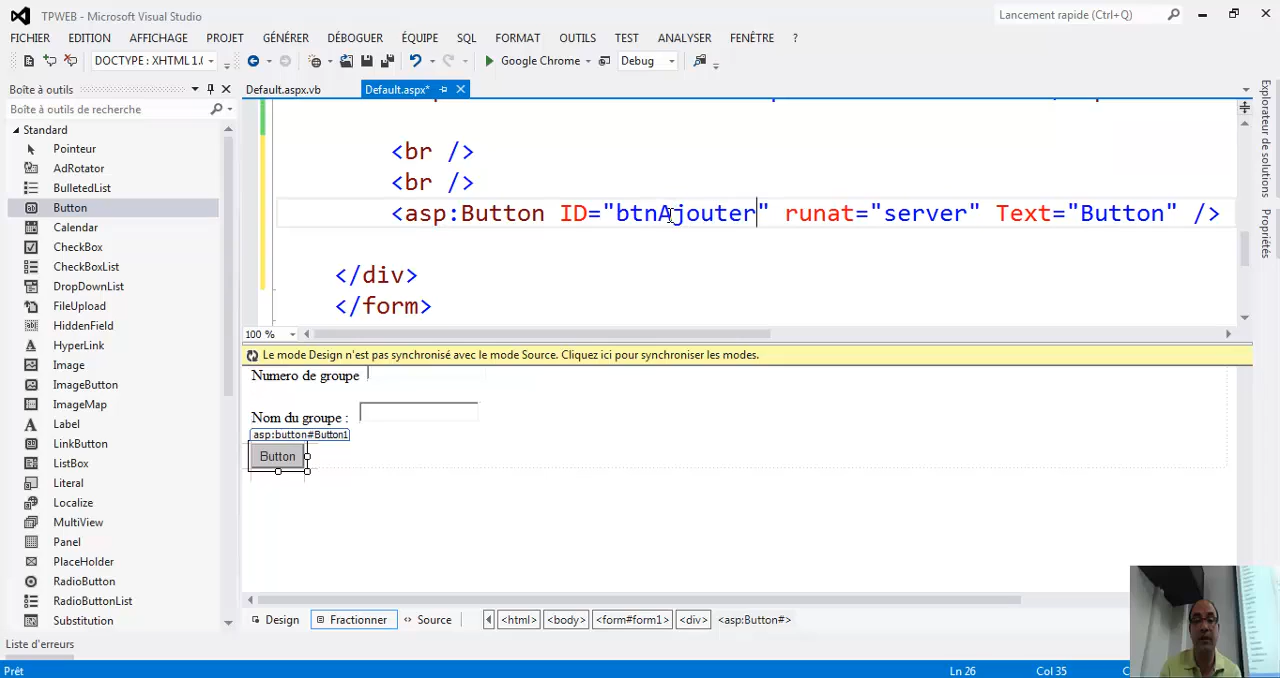 TPWEB - Microsoft Visual Studio
Lancement rapide (Ctrl+Q)
FICHIER EDITION AFFICHAGE PROJET GÉNÉRER DÉBOGUER ÉQUIPE SQL FORMAT OUTILS TEST ANALYSER FENÊTRE ?
DOCTYPE : XHTML1.( Google Chrome Debug
Boîte à outils
Default.aspx.vb Default.aspx*
Boîte à outils de recherche
Standard
Pointeur
AdRotator
BulletedList
Button
Calendar
CheckBox
CheckBoxList
DropDownList
FileUpload
HiddenField
HyperLink
Image
ImageButton
ImageMap
Label
LinkButton
ListBox
Literal
Localize
MultiView
Panel
PlaceHolder
RadioButton
RadioButtonList
Substitution
<br />
<br />
<asp:Button ID="btnAjouter" runat="server" Text="Button" />
</div>
</form>
100 %
Le mode Design n'est pas synchronisé avec le mode Source. Cliquez ici pour synchroniser les modes.
Numero de groupe
Nom du groupe :
asp:button#Button1
Button
Design Fractionner Source <html> <body> <form#form1> <div> <asp:Button#>
Explorateur de solutions
Propriétés
Liste d'erreurs
Prêt Ln 26 Col 35